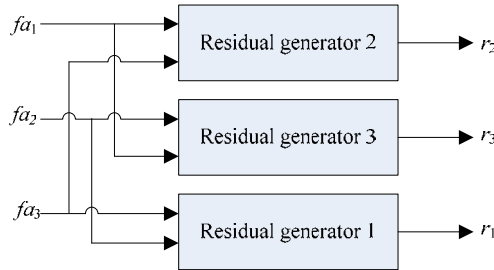 fa1
Residual generator 2
r2
fa2
Residual generator 3
r3
fa3
Residual generator 1
r1